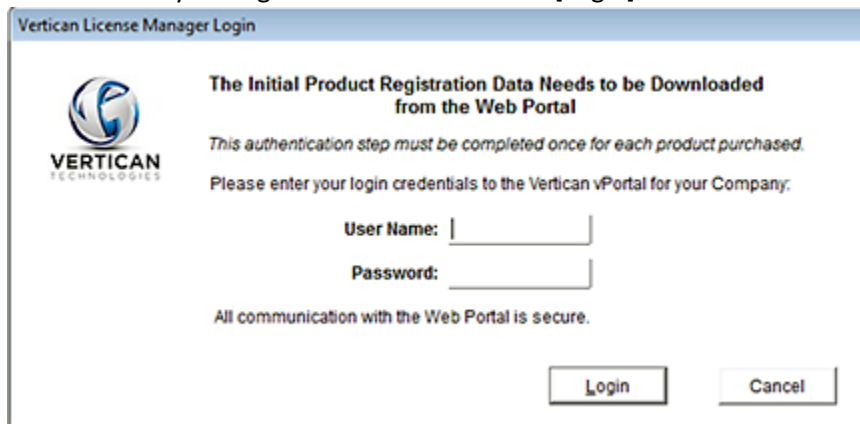 Vertican License Manager Login
The Initial Product Registration Data Needs to be Downloaded
from the Web Portal
This authentication step must be completed once for each product purchased.
VERTICAN
TECHNOLOGIES
Please enter your login credentials to the Vertican vPortal for your Company:
User Name:
Password:
All communication with the Web Portal is secure.
Login
Cancel